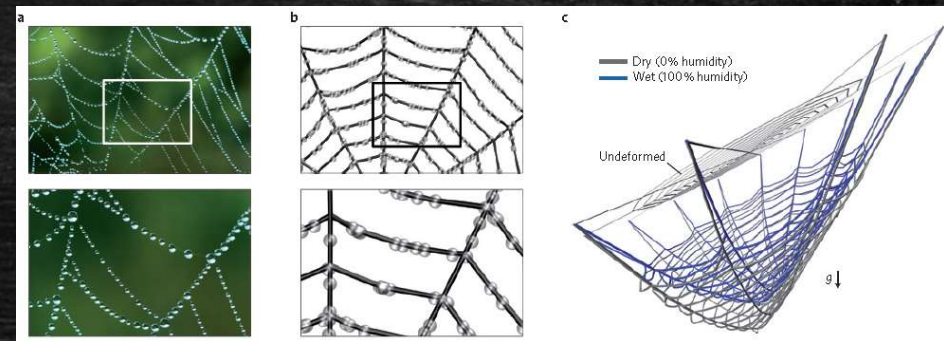 a
b
c
Dry (0% humidity)
Wet (100% humidity)
Undeformed
g